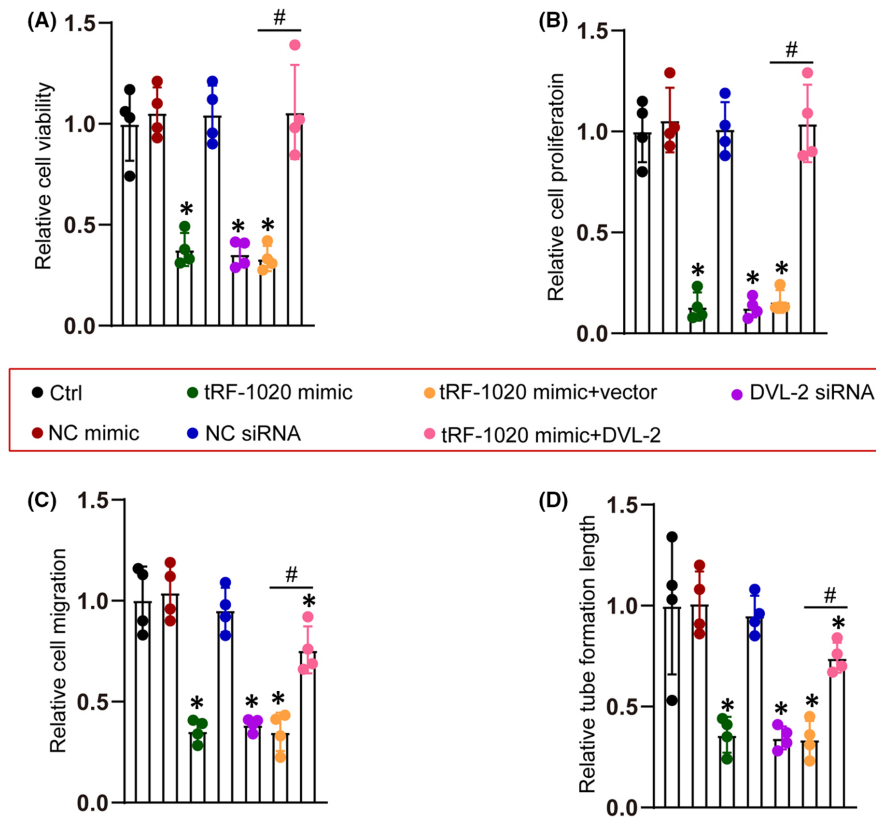 (A)
Relative cell viability
1.5
1.0
0.5
0.0
*
*
*
#
(B)
Relative cell proliferatoin
1.5
1.0
0.5
0.0
*
*
*
#
Ctrl
tRF-1020 mimic
tRF-1020 mimic+vector
DVL-2 siRNA
NC mimic
NC siRNA
tRF-1020 mimic+DVL-2
(C)
Relative cell migration
1.5
1.0
0.5
0.0
*
*
*
*
#
(D)
Relative tube formation length
1.5
1.0
0.5
0.0
*
*
*
*
#